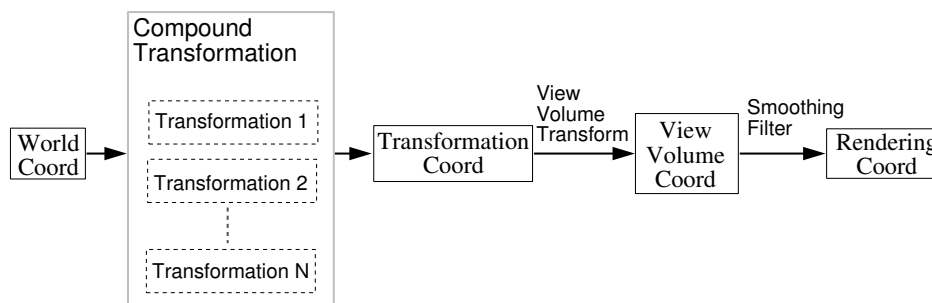 Compound
Transformation
World
Coord
Transformation 1
Transformation 2
Transformation N
Transformation
Coord
View
Volume
Transform
View
Volume
Coord
Smoothing
Filter
Rendering
Coord